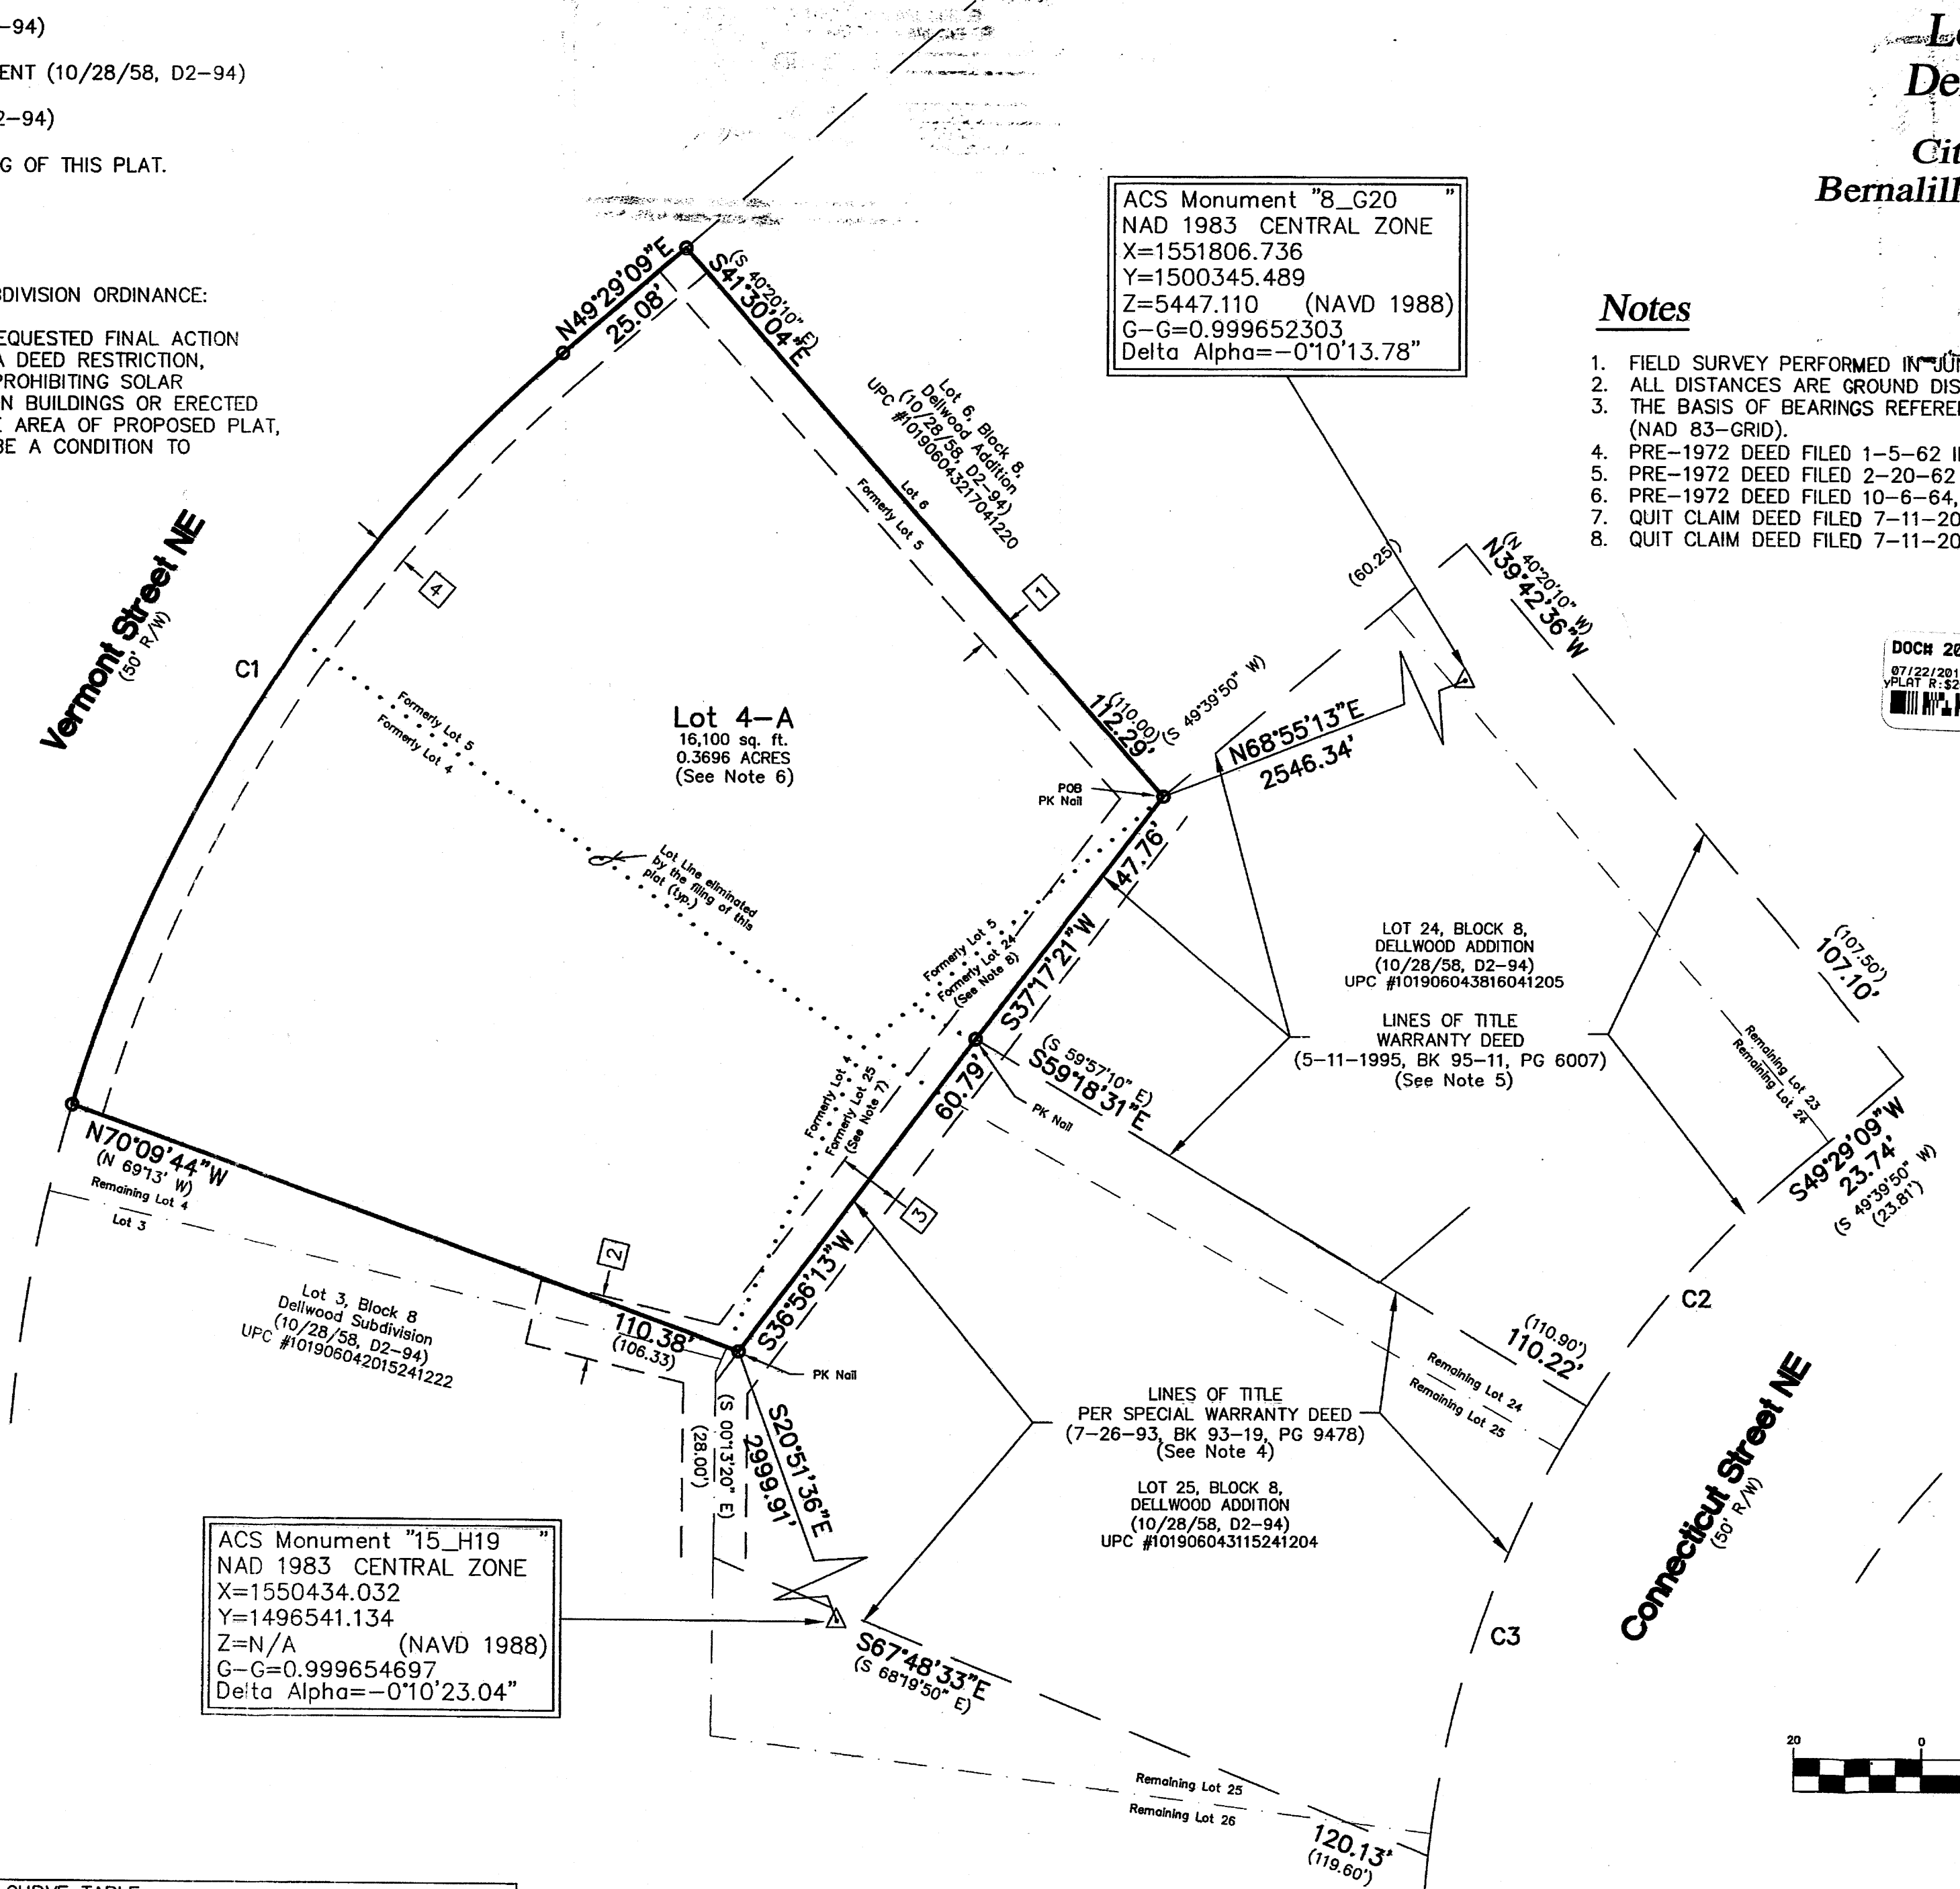 -94)
ENT (10/28/58, D2-94)
2-94)
G OF THIS PLAT.
BDIVISION ORDINANCE:
EQUESTED FINAL ACTION
A DEED RESTRICTION,
PROHIBITING SOLAR
N BUILDINGS OR ERECTED
E AREA OF PROPOSED PLAT,
BE A CONDITION TO
Cit
Bernalill
ACS Monument "8_G20 "
NAD 1983 CENTRAL ZONE
X=1551806.736
Y=1500345.489
Z=5447.110 (NAVD 1988)
G-G=0.999652303
Delta Alpha=-0°10'13.78"
Notes
1. FIELD SURVEY PERFORMED IN JUN
2. ALL DISTANCES ARE GROUND DIS
3. THE BASIS OF BEARINGS REFERE
(NAD 83-GRID).
4. PRE-1972 DEED FILED 1-5-62 I
5. PRE-1972 DEED FILED 2-20-62
6. PRE-1972 DEED FILED 10-6-64,
7. QUIT CLAIM DEED FILED 7-11-20
8. QUIT CLAIM DEED FILED 7-11-20
DOC# 20
07/22/201
yPLAT R:$2
N49°29'09"E
25.08'
(S 40°20'10" E)
S41°30'04"E
Lot 6, Block 8,
Dellwood Addition
(10/28/58, D2-94)
UPC #101906043217041220
Lot 6
Formerly Lot 5
Vermont Street NE
(50' R/W)
C1
4
1
(60.25)
(N 40°20'10" W)
N39°42'36"W
(110.00)
112.29'
(S 49°39'50" W)
N68°55'13"E
2546.34'
Formerly Lot 5
Formerly Lot 4
Lot 4-A
16,100 sq. ft.
0.3696 ACRES
(See Note 6)
POB
PK Nail
Lot Line eliminated
by the filing of this
plat (typ.)
47.76'
S37°17'21"W
Formerly Lot 5
Formerly Lot 24
(See Note 8)
LOT 24, BLOCK 8,
DELLWOOD ADDITION
(10/28/58, D2-94)
UPC #101906043816041205
LINES OF TITLE
WARRANTY DEED
(5-11-1995, BK 95-11, PG 6007)
(See Note 5)
(107.50')
107.10'
Remaining Lot 23
Remaining Lot 24
S49°29'09"W
23.74'
(S 49°39'50" W)
(23.81')
(S 59°57'10" E)
S59°18'31"E
PK Nail
60.79'
Formerly Lot 4
Formerly Lot 25
(See Note 7)
3
S36°56'13"W
N70°09'44"W
(N 69°13' W)
Remaining Lot 4
Lot 3
2
110.38'
(106.33)
Lot 3, Block 8
Dellwood Subdivision
(10/28/58, D2-94)
UPC #101906042015241222
PK Nail
C2
(110.90')
110.22'
Remaining Lot 24
Remaining Lot 25
(S 00°13'20" E)
(28.00')
S20°51'36"E
2999.91'
LINES OF TITLE
PER SPECIAL WARRANTY DEED
(7-26-93, BK 93-19, PG 9478)
(See Note 4)
LOT 25, BLOCK 8,
DELLWOOD ADDITION
(10/28/58, D2-94)
UPC #101906043115241204
Connecticut Street NE
(50' R/W)
ACS Monument "15_H19 "
NAD 1983 CENTRAL ZONE
X=1550434.032
Y=1496541.134
Z=N/A (NAVD 1988)
G-G=0.999654697
Delta Alpha=-0°10'23.04"
S67°48'33"E
(S 68°19'50" E)
C3
Remaining Lot 25
Remaining Lot 26
120.13'
(119.60')
20 0
CURVE TABLE